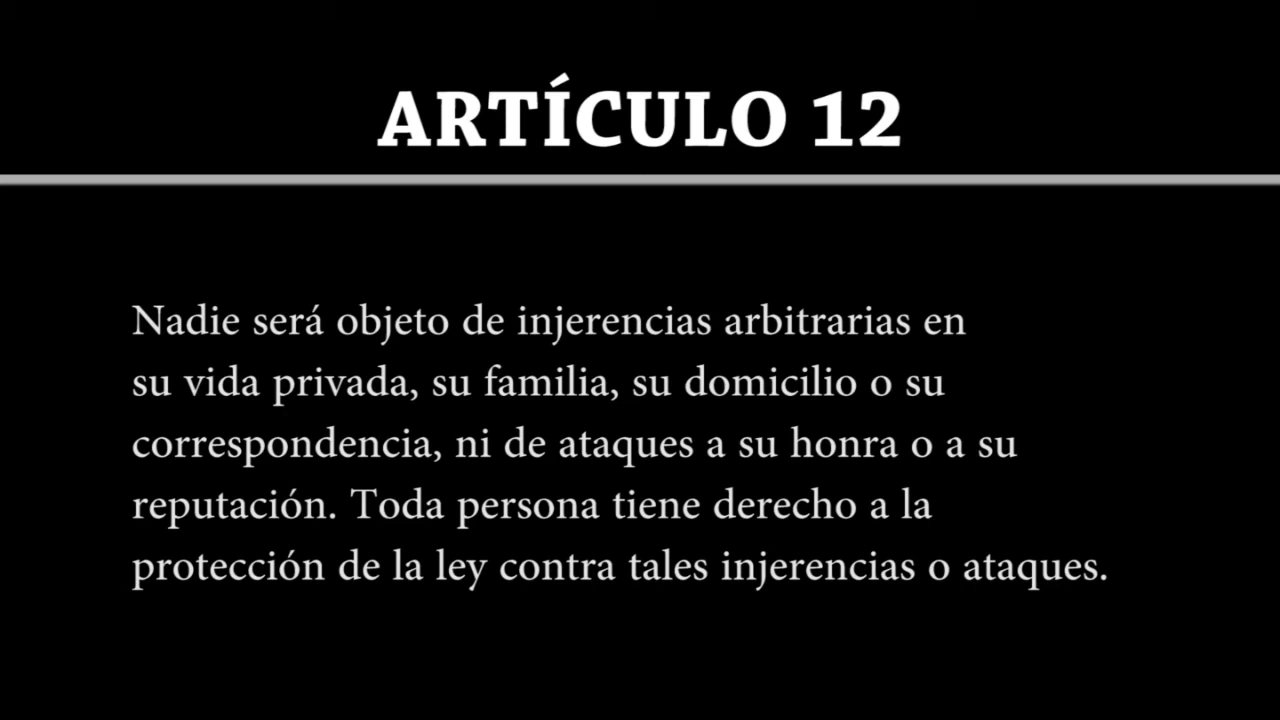 ARTÍCULO 12
Nadie será objeto de injerencias arbitrarias en
su vida privada, su familia, su domicilio o su
correspondencia, ni de ataques a su honra o a su
reputación. Toda persona tiene derecho a la
protección de la ley contra tales injerencias o ataques.